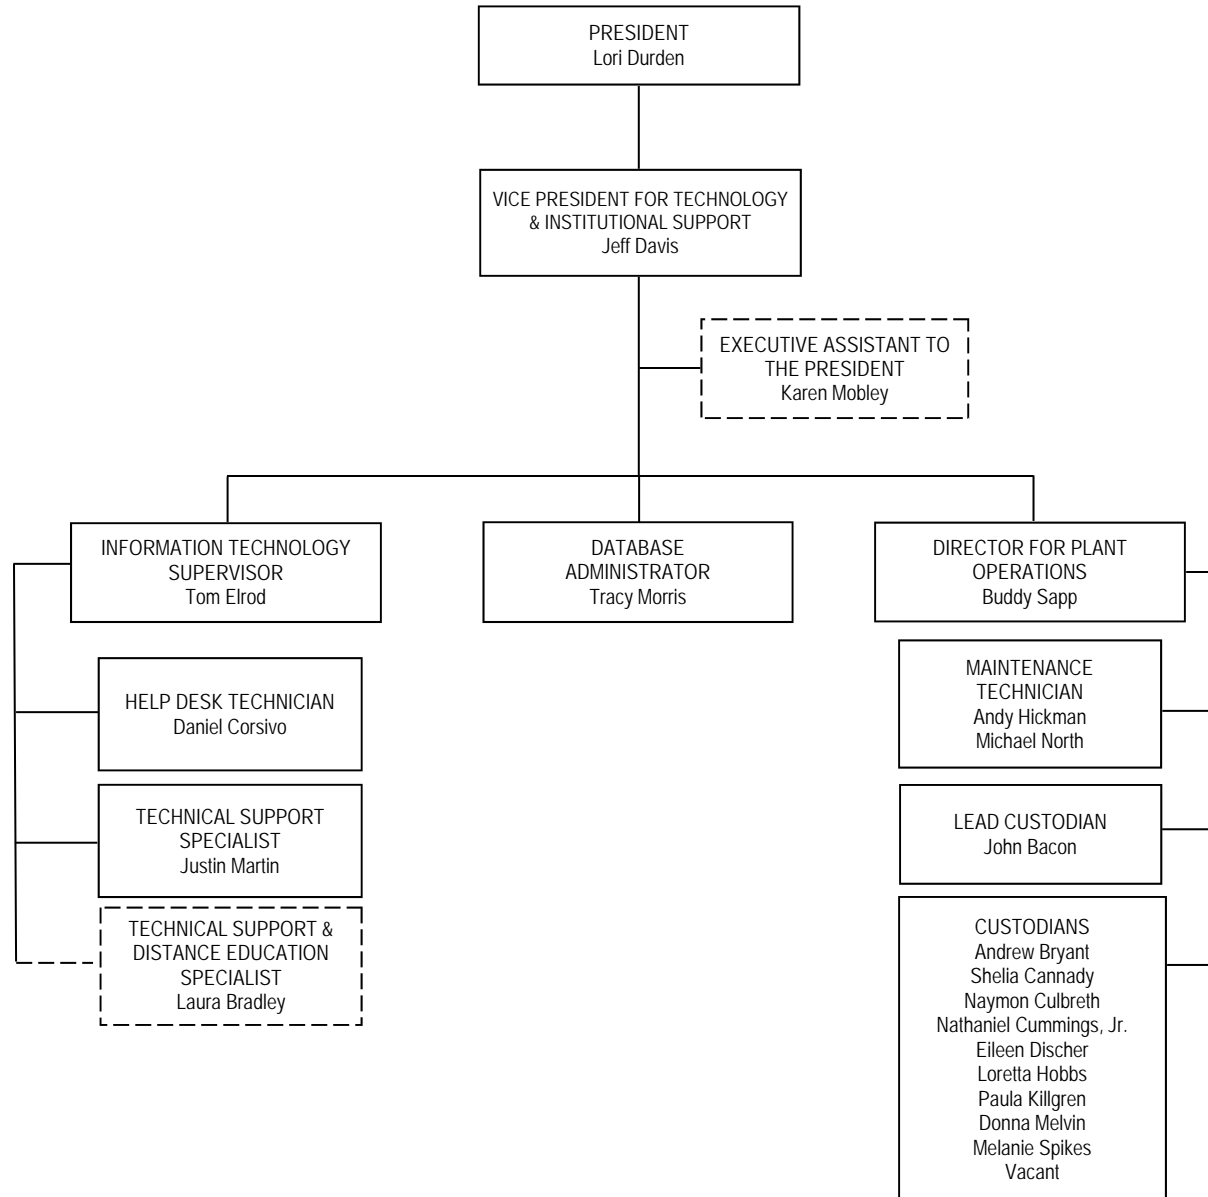 PRESIDENT
Lori Durden
VICE PRESIDENT FOR TECHNOLOGY
& INSTITUTIONAL SUPPORT
Jeff Davis
EXECUTIVE ASSISTANT TO
THE PRESIDENT
Karen Mobley
INFORMATION TECHNOLOGY
SUPERVISOR
Tom Elrod
DATABASE
ADMINISTRATOR
Tracy Morris
DIRECTOR FOR PLANT
OPERATIONS
Buddy Sapp
HELP DESK TECHNICIAN
Daniel Corsivo
TECHNICAL SUPPORT
SPECIALIST
Justin Martin
TECHNICAL SUPPORT &
DISTANCE EDUCATION
SPECIALIST
Laura Bradley
MAINTENANCE
TECHNICIAN
Andy Hickman
Michael North
LEAD CUSTODIAN
John Bacon
CUSTODIANS
Andrew Bryant
Shelia Cannady
Naymon Culbreth
Nathaniel Cummings, Jr.
Eileen Discher
Loretta Hobbs
Paula Killgren
Donna Melvin
Melanie Spikes
Vacant